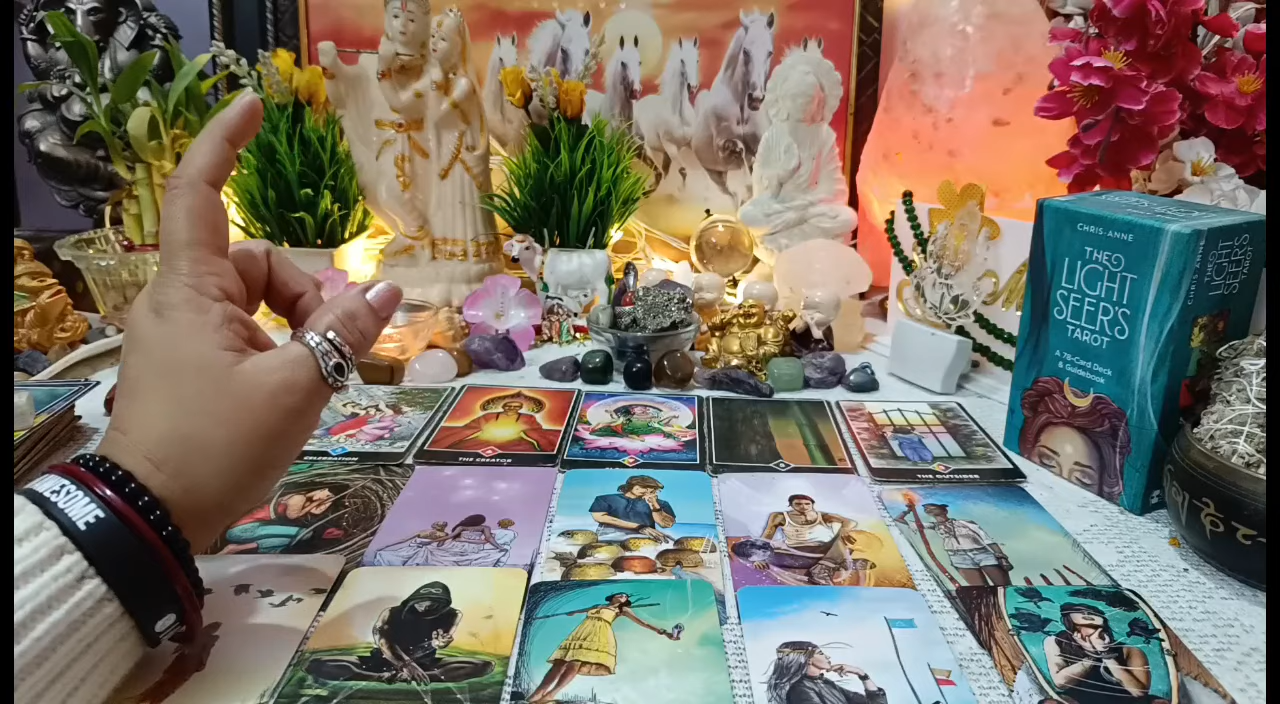 CHRIS-ANNE
THE
LIGHT
SEER'S
TAROT
A 78-Card Deck
& Guidebook
CHRIS-ANNE
THE
LIGHT
SEER'S
TAROT
AWESOME
CELEBRATION
THE CREATOR
THE OUTSIDER